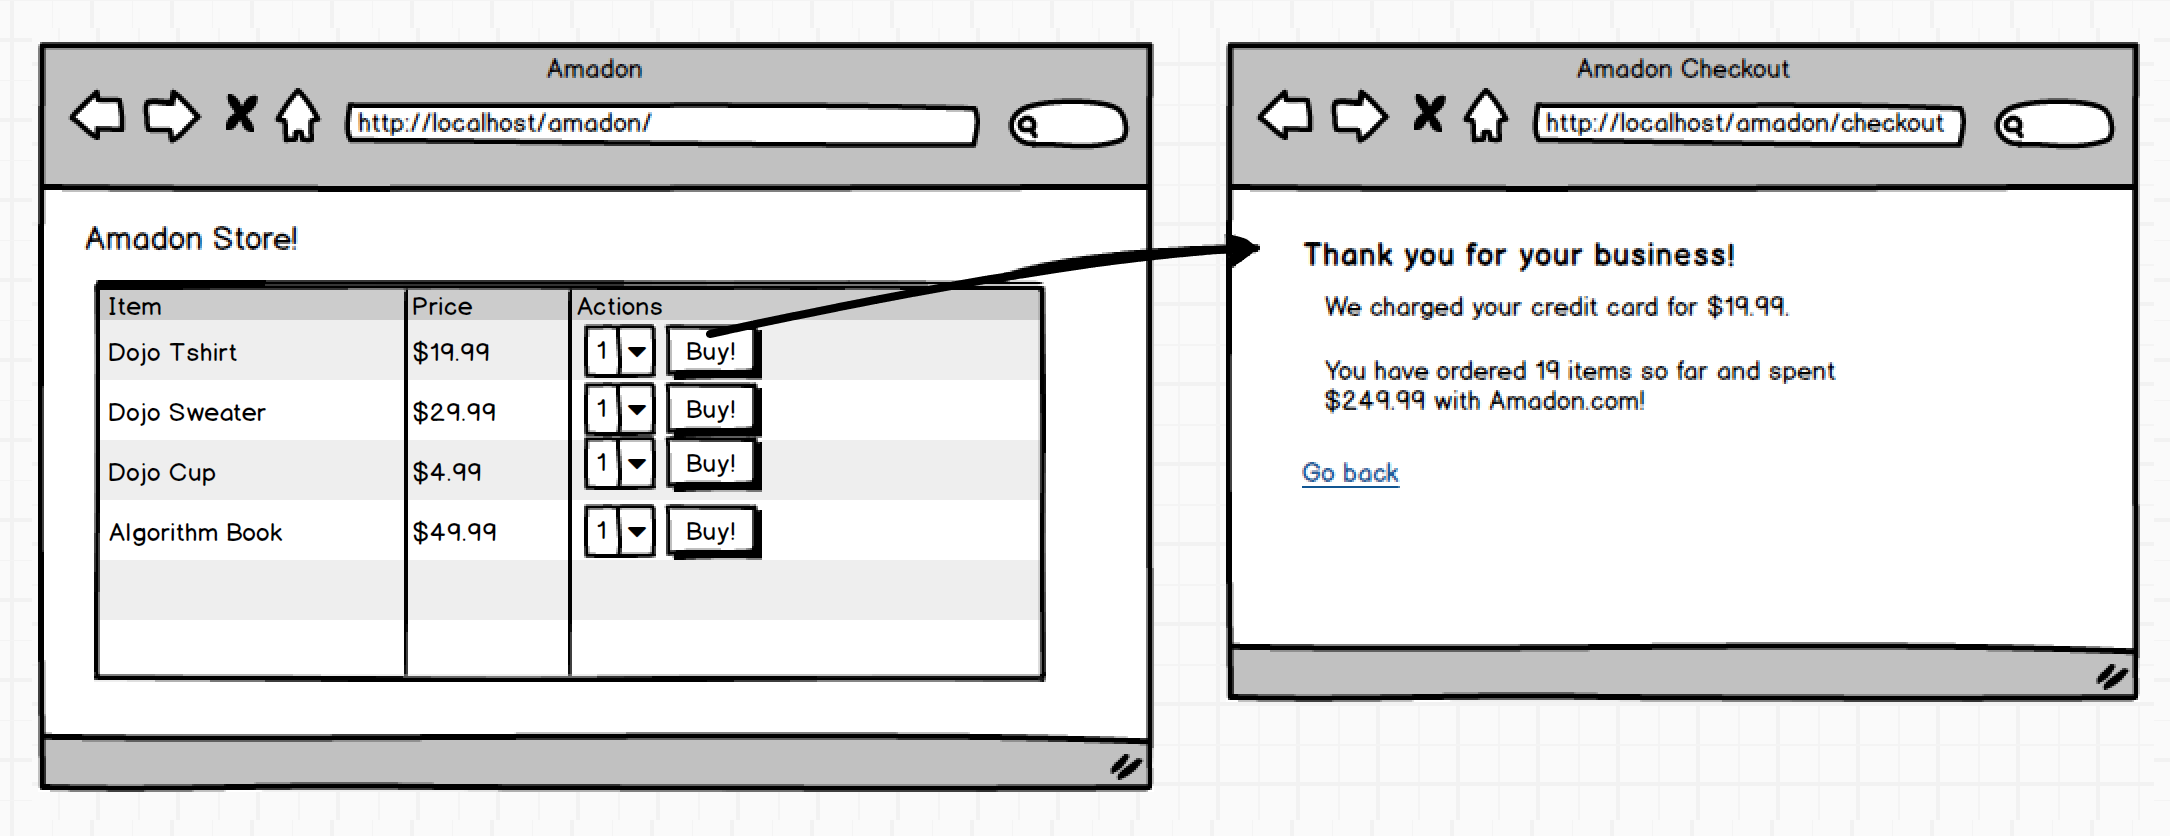 Amadon
http://localhost/amadon/
Amadon Store!
Item Price Actions
Dojo Tshirt $19.99 1 Buy!
Dojo Sweater $29.99 1 Buy!
Dojo Cup $4.99 1 Buy!
Algorithm Book $49.99 1 Buy!
Amadon Checkout
http://localhost/amadon/checkout
Thank you for your business!
We charged your credit card for $19.99.
You have ordered 19 items so far and spent
$249.99 with Amadon.com!
Go back